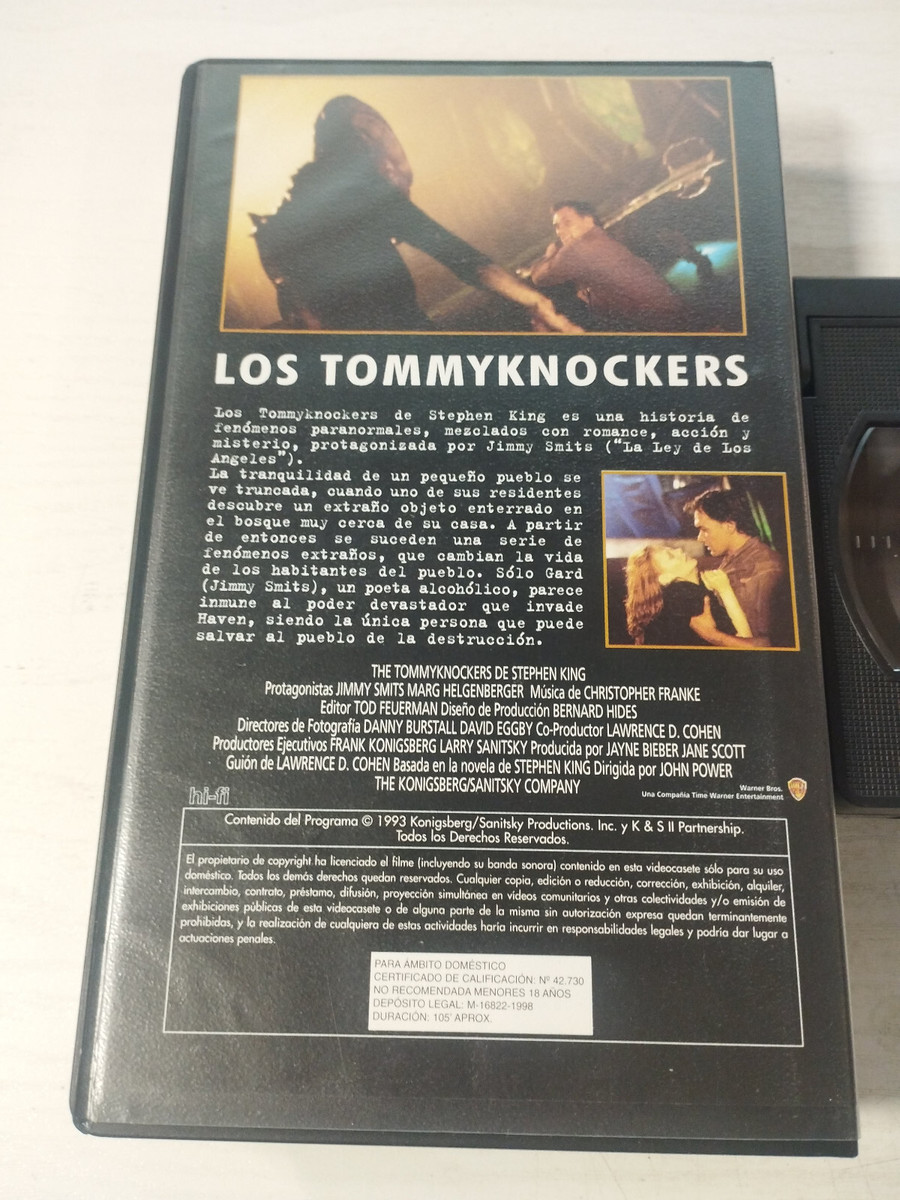 LOS TOMMYKNOCKERS
Los Tommyknockers de Stephen King es una historia de
fenómenos paranormales, mezclados con romance, acción y
misterio, protagonizada por Jimmy Smits ("La Ley de Los
Angeles").
La tranquilidad de un pequeño pueblo se
ve truncada, cuando uno de sus residentes
descubre un extraño objeto enterrado en
el bosque muy cerca de su casa. A partir
de entonces se suceden una serie de
fenómenos extraños, que cambian la vida
de los habitantes del pueblo. Sólo Gard
(Jimmy Smits), un poeta alcohólico, parece
inmune al poder devastador que invade
Haven, siendo la única persona que puede
salvar al pueblo de la destrucción.
THE TOMMYKNOCKERS DE STEPHEN KING
Protagonistas JIMMY SMITS MARG HELGENBERGER Música de CHRISTOPHER FRANKE
Editor TOD FEUERMAN Diseño de Producción BERNARD HIDES
Directores de Fotografía DANNY BURSTALL DAVID EGGBY Co-Productor LAWRENCE D. COHEN
Productores Ejecutivos FRANK KONIGSBERG LARRY SANITSKY Producida por JAYNE BIEBER JANE SCOTT
Guión de LAWRENCE D. COHEN Basada en la novela de STEPHEN KING Dirigida por JOHN POWER
THE KONIGSBERG/SANITSKY COMPANY
Warner Bros.
Una Compañia Time Warner Entertainment
hi-fi
Contenido del Programa © 1993 Konigsberg/Sanitsky Productions. Inc. y K & S II Partnership.
Todos los Derechos Reservados.
El propietario de copyright ha licenciado el filme (incluyendo su banda sonora) contenido en esta videocasete sólo para su uso
doméstico. Todos los demás derechos quedan reservados. Cualquier copia, edición o reducción, corrección, exhibición, alquiler,
intercambio, contrato, préstamo, difusión, proyección simultánea en vídeos comunitarios y otras colectividades y/o emisión de
exhibiciones públicas de esta videocasete o de alguna parte de la misma sin autorización expresa quedan terminantemente
prohibidas, y la realización de cualquiera de estas actividades haría incurrir en responsabilidades legales y podría dar lugar a
actuaciones penales.
PARA ÁMBITO DOMÉSTICO
CERTIFICADO DE CALIFICACIÓN: Nº 42.730
NO RECOMENDADA MENORES 18 AÑOS
DEPÓSITO LEGAL: M-16822-1998
DURACIÓN: 105' APROX.